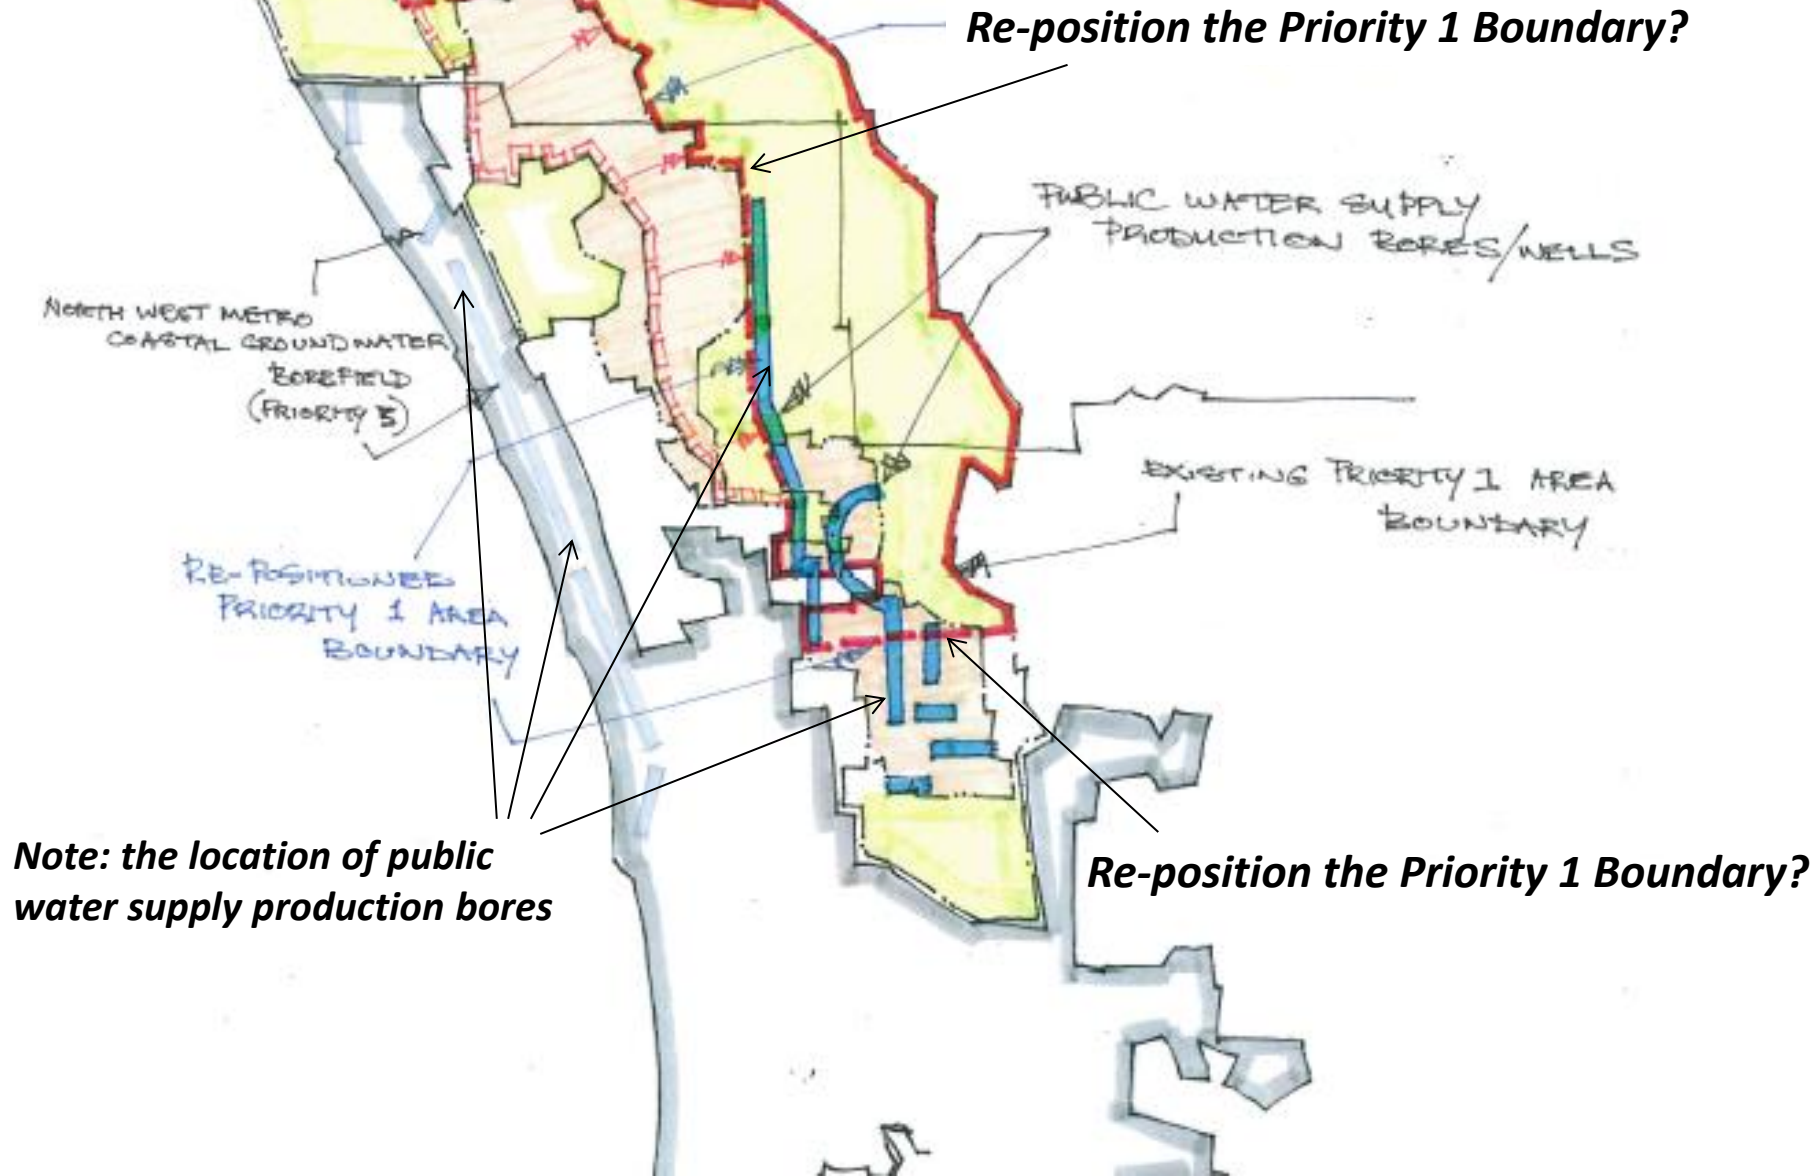 Re-position the Priority 1 Boundary?
PUBLIC WATER SUPPLY
PRODUCTION BORES/WELLS
NORTH WEST METRO
COASTAL GROUNDWATER
BOREFIELD
(PRIORITY 3)
EXISTING PRIORITY 1 AREA
BOUNDARY
RE-POSITIONED
PRIORITY 1 AREA
BOUNDARY
Note: the location of public
water supply production bores
Re-position the Priority 1 Boundary?